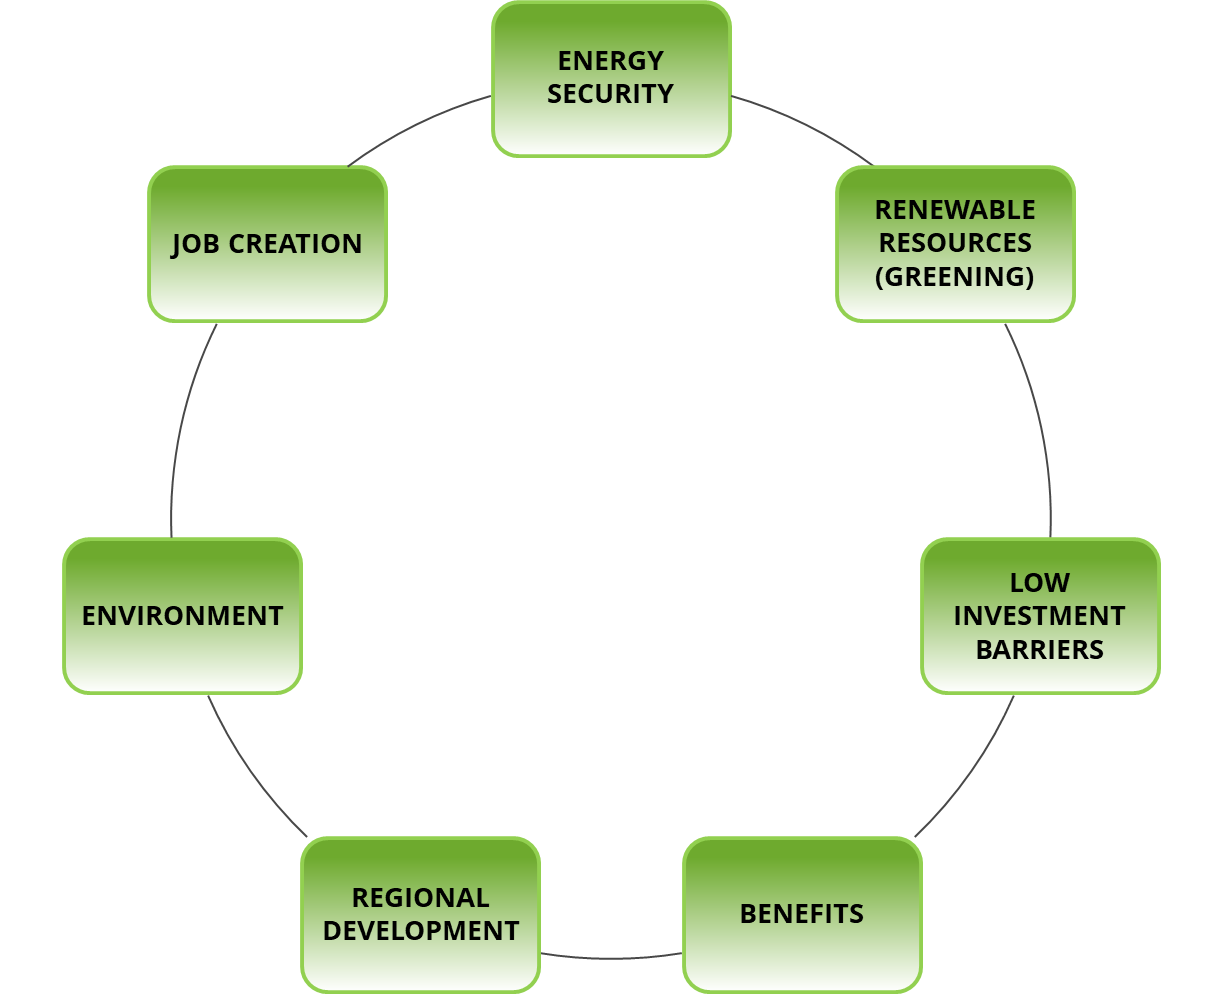 ENERGY
SECURITY
RENEWABLE
RESOURCES
(GREENING)
LOW
INVESTMENT
BARRIERS
BENEFITS
REGIONAL
DEVELOPMENT
ENVIRONMENT
JOB CREATION